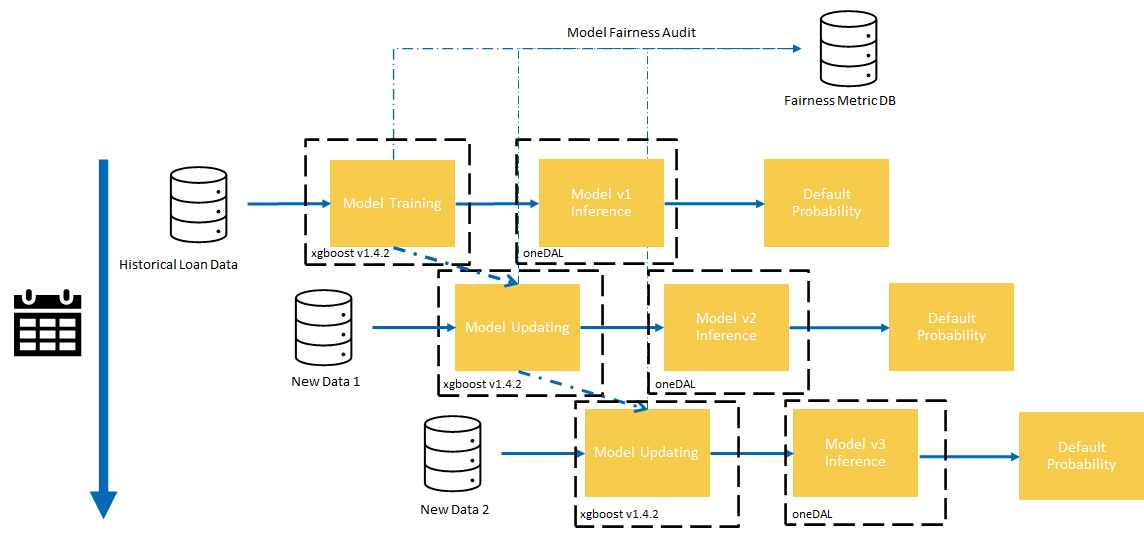 Model Fairness Audit
Fairness Metric DB
Historical Loan Data
Model Training
xgboost v1.4.2
Model v1
Inference
oneDAL
Default
Probability
New Data 1
Model Updating
xgboost v1.4.2
Model v2
Inference
oneDAL
Default
Probability
New Data 2
Model Updating
xgboost v1.4.2
Model v3
Inference
oneDAL
Default
Probability